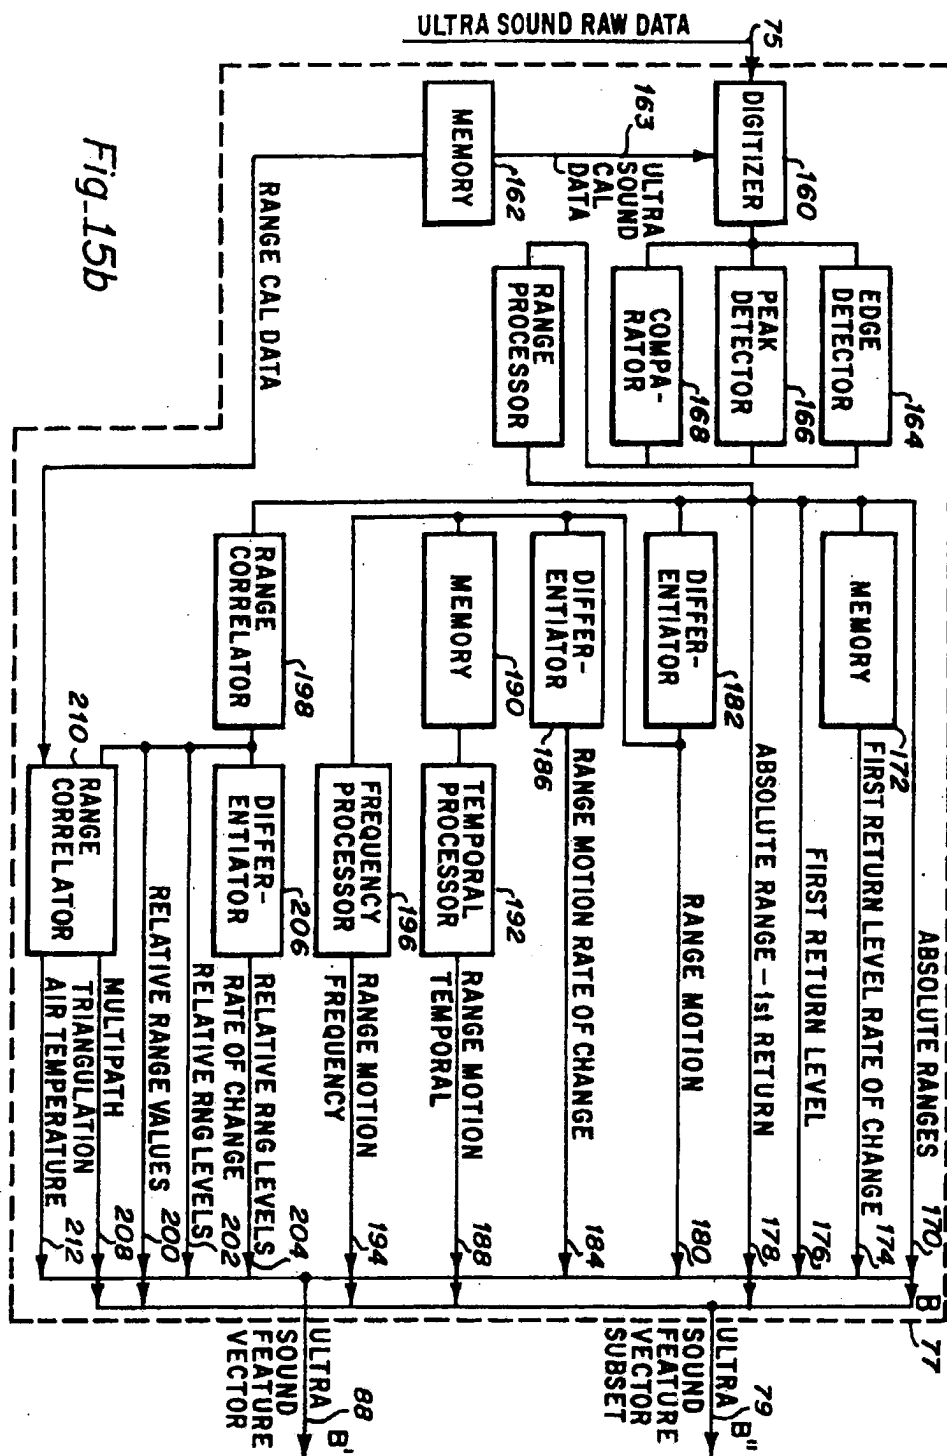 ULTRA SOUND RAW DATA
75
DIGITIZER
160
163
ULTRA
SOUND
CAL
DATA
MEMORY
162
RANGE CAL DATA
EDGE
DETECTOR
164
PEAK
DETECTOR
166
COMPA-
RATOR
168
RANGE
PROCESSOR
MEMORY
172
DIFFER-
ENTIATOR
182
DIFFER-
ENTIATOR
186
MEMORY
190
TEMPORAL
PROCESSOR
192
FREQUENCY
PROCESSOR
196
RANGE
CORRELATOR
198
DIFFER-
ENTIATOR
206
210
RANGE
CORRELATOR
ABSOLUTE RANGES
170
B
77
FIRST RETURN LEVEL RATE OF CHANGE
174
FIRST RETURN LEVEL
176
ABSOLUTE RANGE-1st RETURN
178
RANGE MOTION
180
RANGE MOTION RATE OF CHANGE
184
RANGE MOTION
TEMPORAL
188
RANGE MOTION
FREQUENCY
194
RELATIVE RNG LEVELS
RATE OF CHANGE
204
RELATIVE RNG LEVELS
202
RELATIVE RANGE VALUES
200
MULTIPATH
TRIANGULATION
208
AIR TEMPERATURE
212
79
ULTRA
B"
SOUND
FEATURE
VECTOR
SUBSET
88
ULTRA
B'
SOUND
FEATURE
VECTOR
Fig_15b